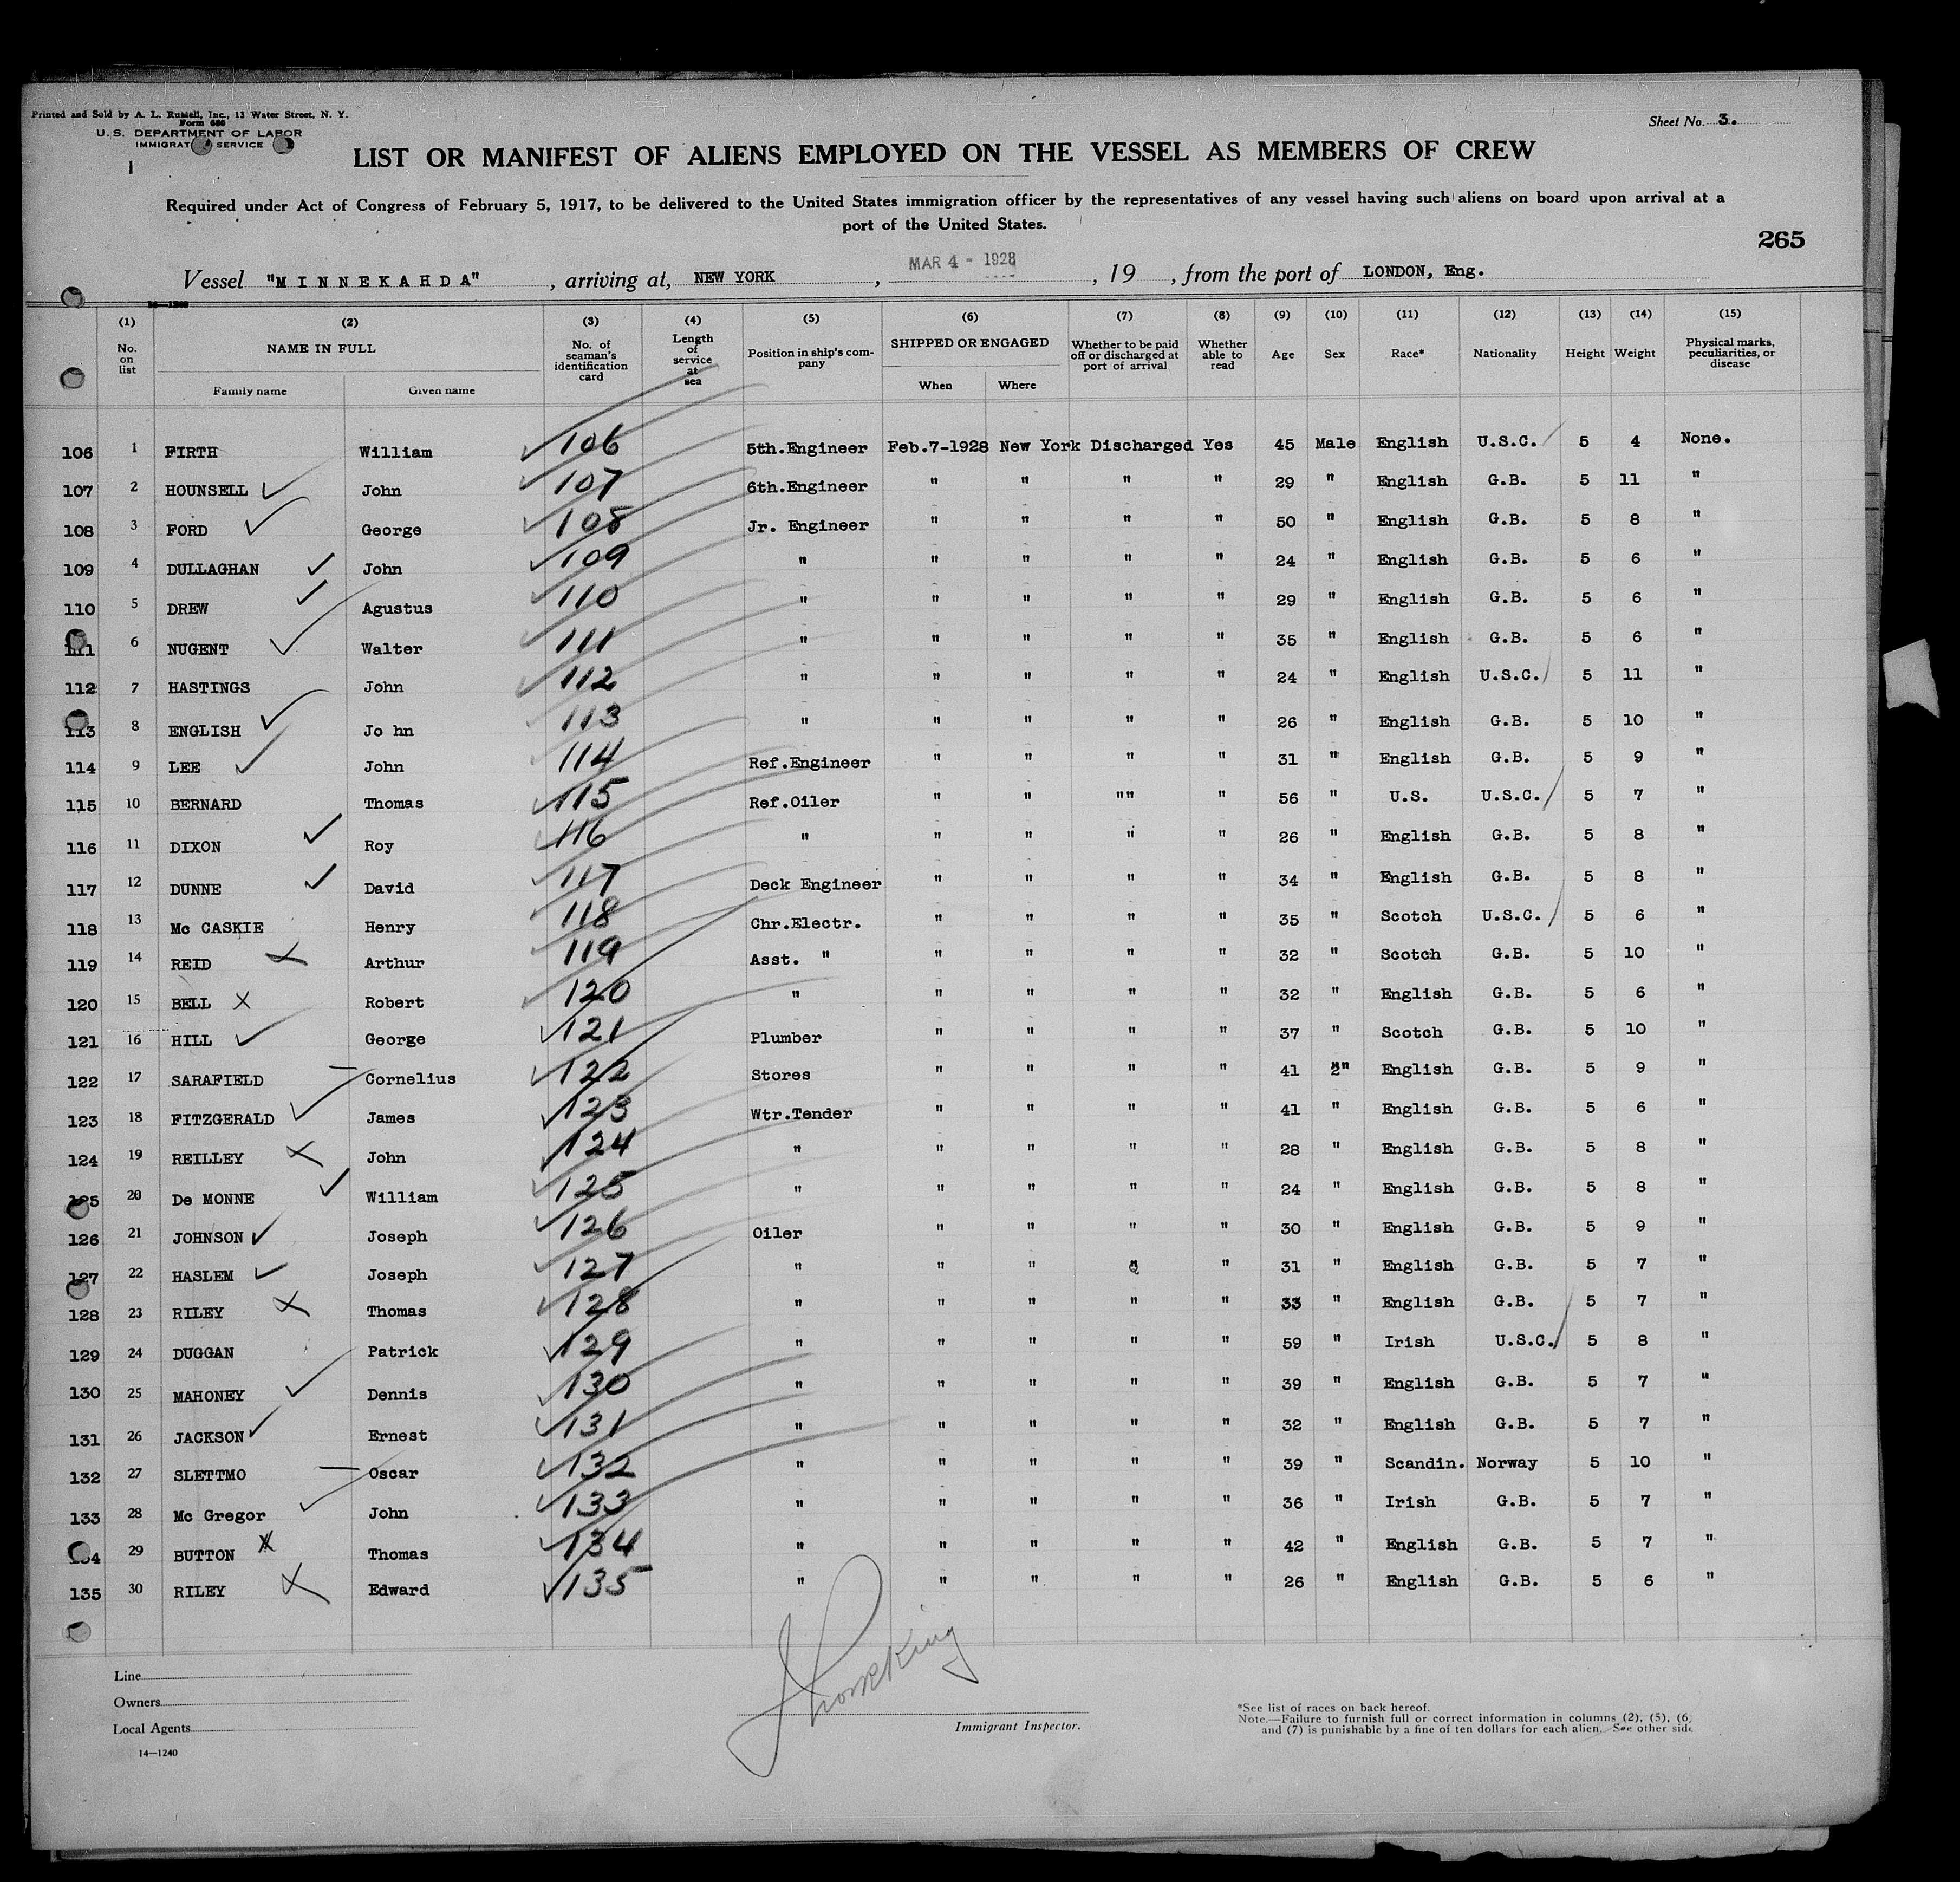 Printed and Sold by A. L. Russell, Inc., 13 Water Street, N. Y.
Form 680
U. S. DEPARTMENT OF LABOR
IMMIGRATION SERVICE
1
Sheet No. 3.
LIST OR MANIFEST OF ALIENS EMPLOYED ON THE VESSEL AS MEMBERS OF CREW
Required under Act of Congress of February 5, 1917, to be delivered to the United States immigration officer by the representatives of any vessel having such aliens on board upon arrival at a
port of the United States.
265
Vessel "MINNEKAHDA", arriving at, NEW YORK, MAR 4 - 1928, 19 , from the port of LONDON, Eng.
(1) (2) (3) (4) (5) (6) (7) (8) (9) (10) (11) (12) (13) (14) (15)
No. on list NAME IN FULL No. of seaman's identification card Length of service at sea Position in ship's company SHIPPED OR ENGAGED Whether to be paid off or discharged at port of arrival Whether able to read Age Sex Race* Nationality Height Weight Physical marks, peculiarities, or disease
Family name Given name When Where
106 1 FIRTH William 106 5th.Engineer Feb.7-1928 New York Discharged Yes 45 Male English U.S.C. 5 4 None.
107 2 HOUNSELL John 107 6th.Engineer " " " " 29 " English G.B. 5 11 "
108 3 FORD George 108 Jr. Engineer " " " " 50 " English G.B. 5 8 "
109 4 DULLAGHAN John 109 " " " " " 24 " English G.B. 5 6 "
110 5 DREW Agustus 110 " " " " " 29 " English G.B. 5 6 "
111 6 NUGENT Walter 111 " " " " " 35 " English G.B. 5 6 "
112 7 HASTINGS John 112 " " " " " 24 " English U.S.C. 5 11 "
113 8 ENGLISH Jo hn 113 " " " " " 26 " English G.B. 5 10 "
114 9 LEE John 114 Ref.Engineer " " " " 31 " English G.B. 5 9 "
115 10 BERNARD Thomas 115 Ref.Oiler " " "" " 56 " U.S. U.S.C. 5 7 "
116 11 DIXON Roy 116 " " " " " 26 " English G.B. 5 8 "
117 12 DUNNE David 117 Deck Engineer " " " " 34 " English G.B. 5 8 "
118 13 Mc CASKIE Henry 118 Chr.Electr. " " " " 35 " Scotch U.S.C. 5 6 "
119 14 REID Arthur 119 Asst. " " " " " 32 " Scotch G.B. 5 10 "
120 15 BELL Robert 120 " " " " " 32 " English G.B. 5 6 "
121 16 HILL George 121 Plumber " " " " 37 " Scotch G.B. 5 10 "
122 17 SARAFIELD Cornelius 122 Stores " " " " 41 " English G.B. 5 9 "
123 18 FITZGERALD James 123 Wtr.Tender " " " " 41 " English G.B. 5 6 "
124 19 REILLEY John 124 " " " " " 28 " English G.B. 5 8 "
125 20 De MONNE William 125 " " " " " 24 " English G.B. 5 8 "
126 21 JOHNSON Joseph 126 Oiler " " " " 30 " English G.B. 5 9 "
127 22 HASLEM Joseph 127 " " " " " 31 " English G.B. 5 7 "
128 23 RILEY Thomas 128 " " " " " 33 " English G.B. 5 7 "
129 24 DUGGAN Patrick 129 " " " " " 59 " Irish U.S.C. 5 8 "
130 25 MAHONEY Dennis 130 " " " " " 39 " English G.B. 5 7 "
131 26 JACKSON Ernest 131 " " " " " 32 " English G.B. 5 7 "
132 27 SLETTMO Oscar 132 " " " " " 39 " Scandin. Norway 5 10 "
133 28 Mc Gregor John 133 " " " " " 36 " Irish G.B. 5 7 "
134 29 BUTTON Thomas 134 " " " " " 42 " English G.B. 5 7 "
135 30 RILEY Edward 135 " " " " " 26 " English G.B. 5 6 "
Line
Owners
Local Agents
14—1240
Immigrant Inspector.
*See list of races on back hereof.
Note.—Failure to furnish full or correct information in columns (2), (5), (6)
and (7) is punishable by a fine of ten dollars for each alien. See other side